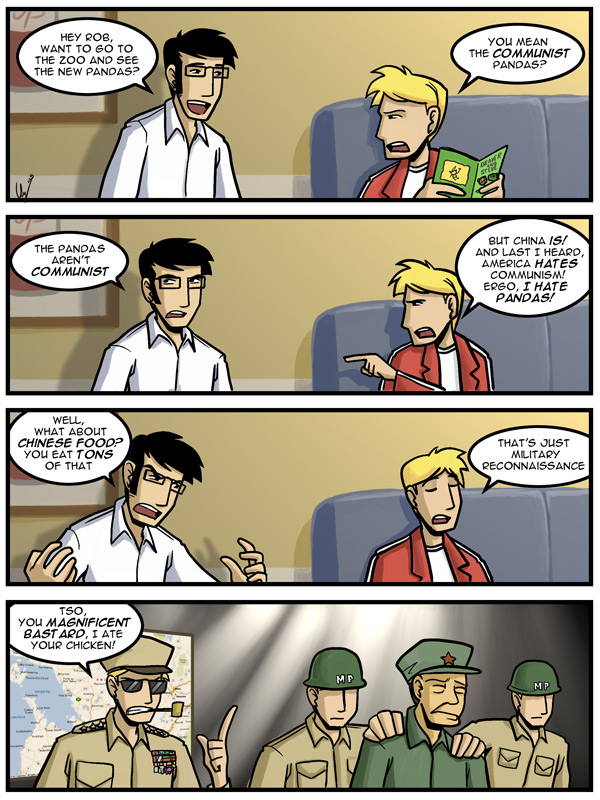 HEY ROB,
WANT TO GO TO
THE ZOO AND SEE
THE NEW PANDAS?
YOU MEAN
THE COMMUNIST
PANDAS?
THE PANDAS
AREN'T
COMMUNIST
BUT CHINA IS!
AND LAST I HEARD,
AMERICA HATES
COMMUNISM!
ERGO, I HATE
PANDAS!
WELL,
WHAT ABOUT
CHINESE FOOD?
YOU EAT TONS
OF THAT
THAT'S JUST
MILITARY
RECONNAISSANCE
TSO,
YOU MAGNIFICENT
BASTARD, I ATE
YOUR CHICKEN!
MP
MP